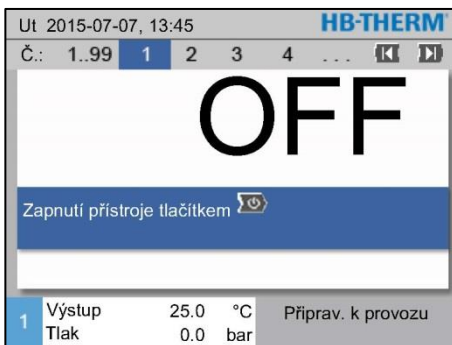 Ut 2015-07-07, 13:45 HB-THERM
Č.: 1..99 1 2 3 4 ...
OFF
Zapnutí přístroje tlačítkem
1 Výstup 25.0 °C Připrav. k provozu
Tlak 0.0 bar